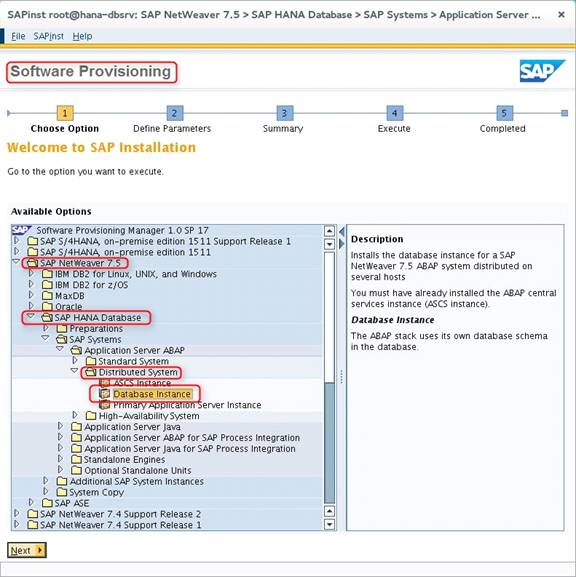 SAPinst root@hana-dbsrv: SAP NetWeaver 7.5 > SAP HANA Database > SAP Systems > Application Server ...
File SAPinst Help
Software Provisioning
SAP
1 2 3 4 5
Choose Option Define Parameters Summary Execute Completed
Welcome to SAP Installation
Go to the option you want to execute.
Available Options
SAP Software Provisioning Manager 1.0 SP 17
SAP S/4HANA, on-premise edition 1511 Support Release 1
SAP S/4HANA, on-premise edition 1511
SAP NetWeaver 7.5
IBM DB2 for Linux, UNIX, and Windows
IBM DB2 for z/OS
MaxDB
Oracle
SAP HANA Database
Preparations
SAP Systems
Application Server ABAP
Standard System
Distributed System
ASCS Instance
Database Instance
Primary Application Server Instance
High-Availability System
Application Server Java
Application Server ABAP for SAP Process Integration
Application Server Java for SAP Process Integration
Standalone Engines
Optional Standalone Units
Additional SAP System Instances
System Copy
SAP ASE
SAP NetWeaver 7.4 Support Release 2
SAP NetWeaver 7.4 Support Release 1
Description
Installs the database instance for a SAP
NetWeaver 7.5 ABAP system distributed on
several hosts
You must have already installed the ABAP central
services instance (ASCS instance).
Database Instance
The ABAP stack uses its own database schema
in the database.
Next